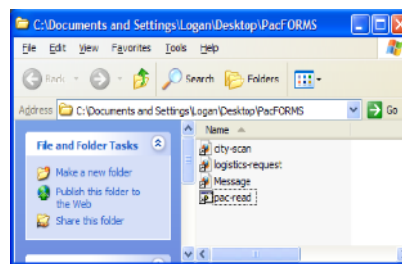 C:\Documents and Settings\Logan\Desktop\PacFORMS
File Edit View Favorites Tools Help
Back Search Folders
Address C:\Documents and Settings\Logan\Desktop\PacFORMS Go
Name
File and Folder Tasks
Make a new folder
Publish this folder to
the Web
Share this folder
city-scan
logistics-request
Message
pac-read